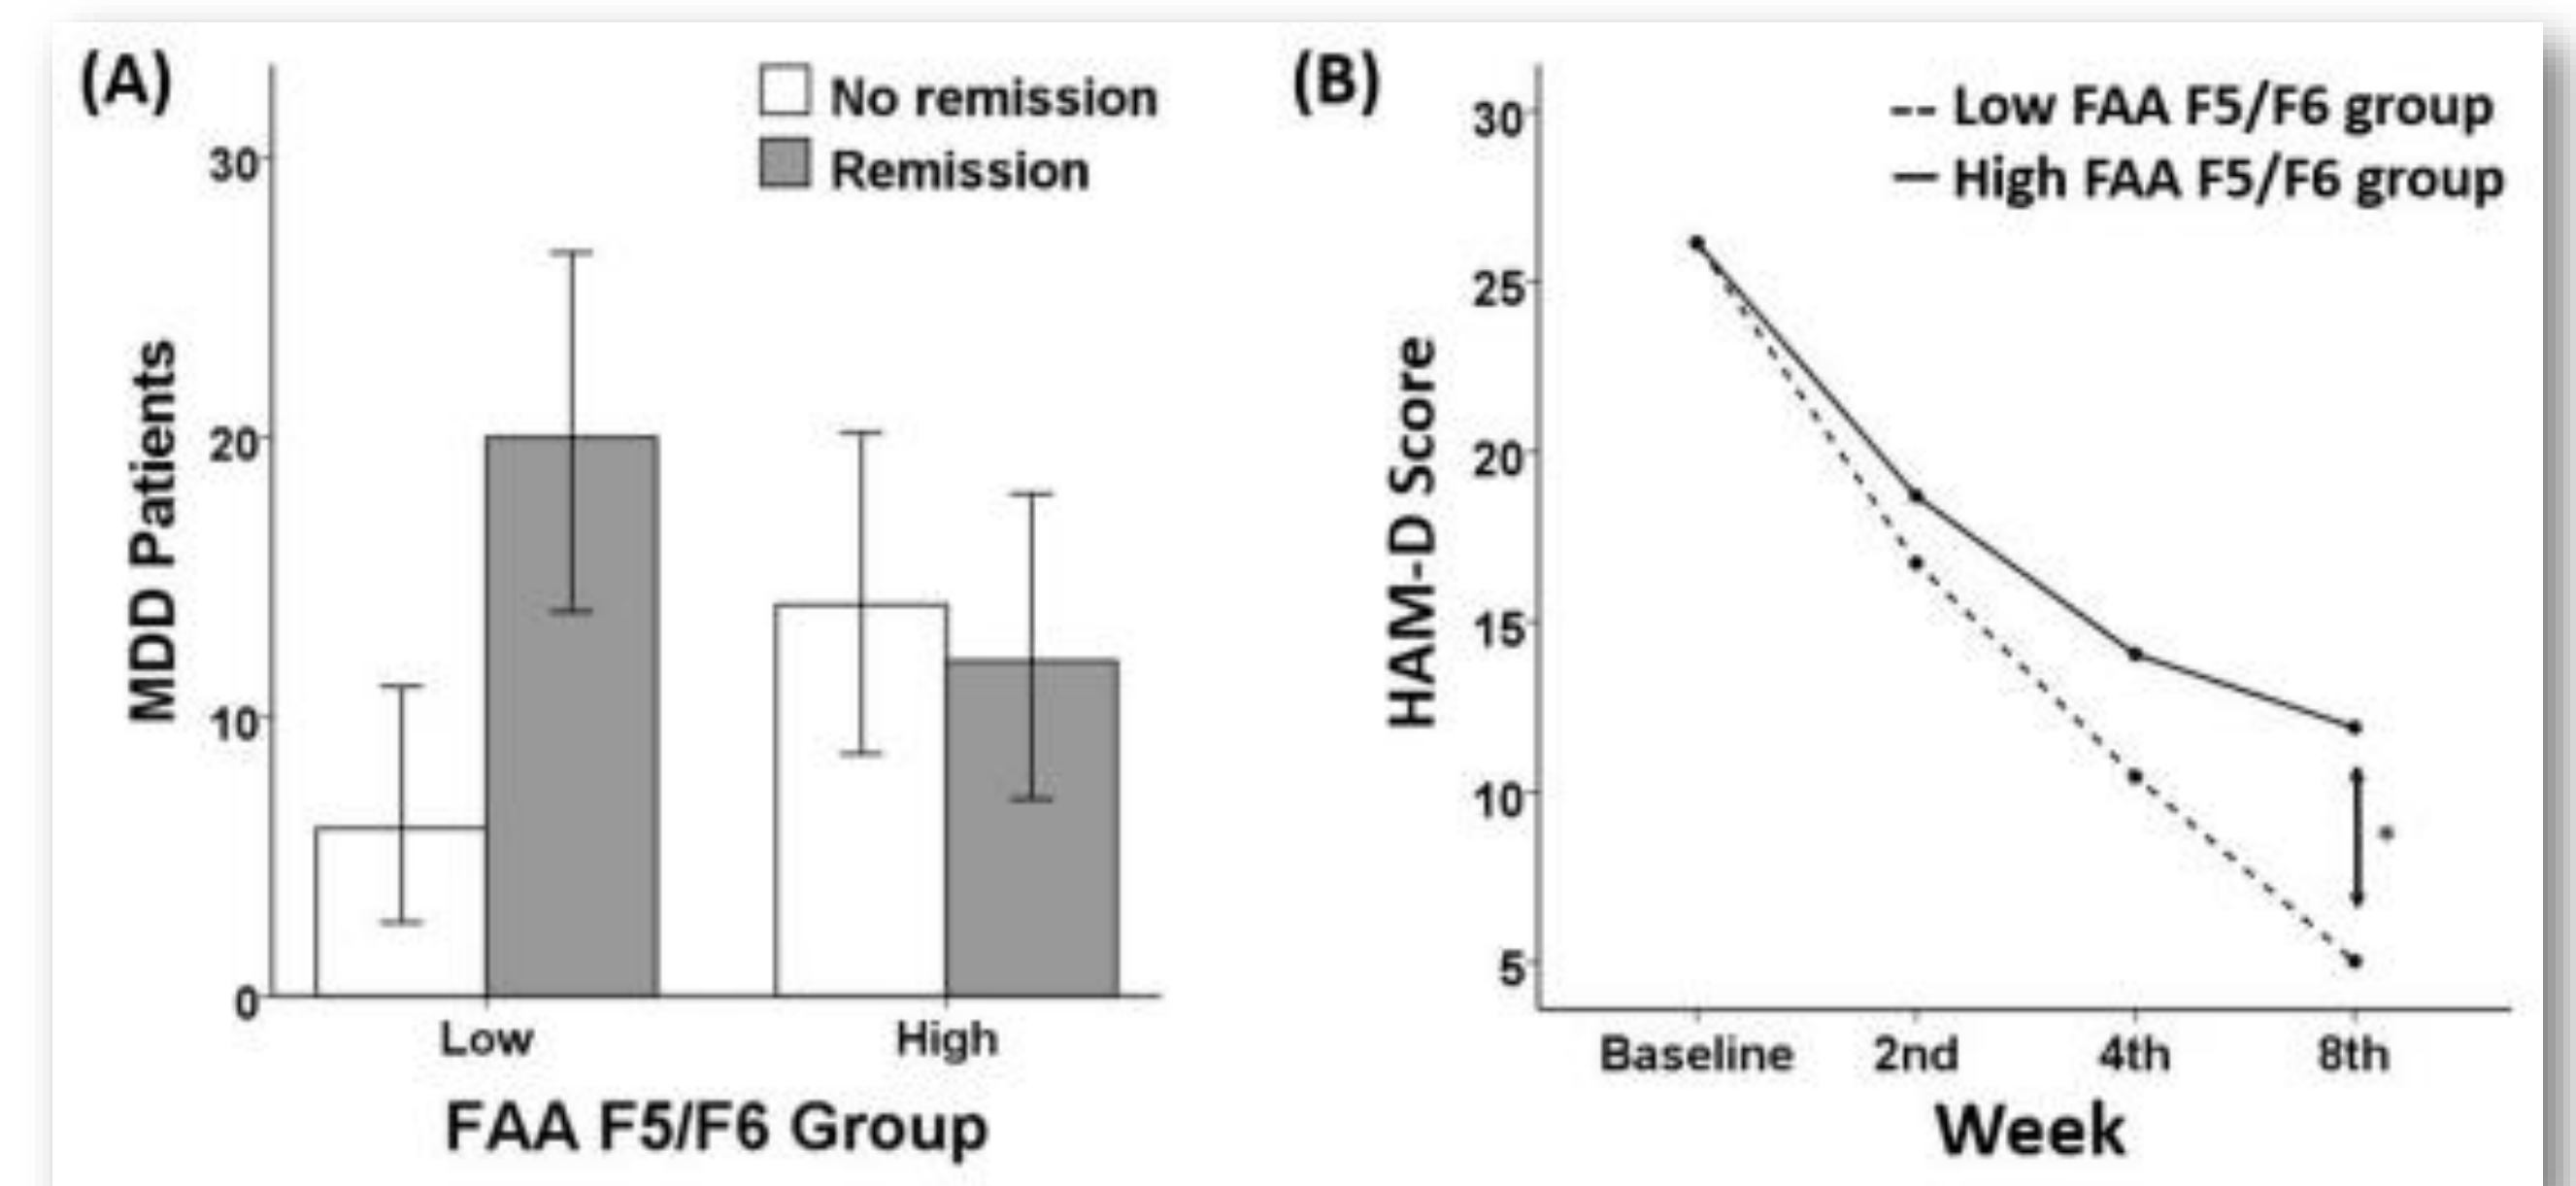 (A)
No remission
Remission
30
20
10
0
MDD Patients
Low
High
FAA F5/F6 Group
(B)
-- Low FAA F5/F6 group
— High FAA F5/F6 group
30
25
20
15
10
5
HAM-D Score
*
Baseline
2nd
4th
8th
Week